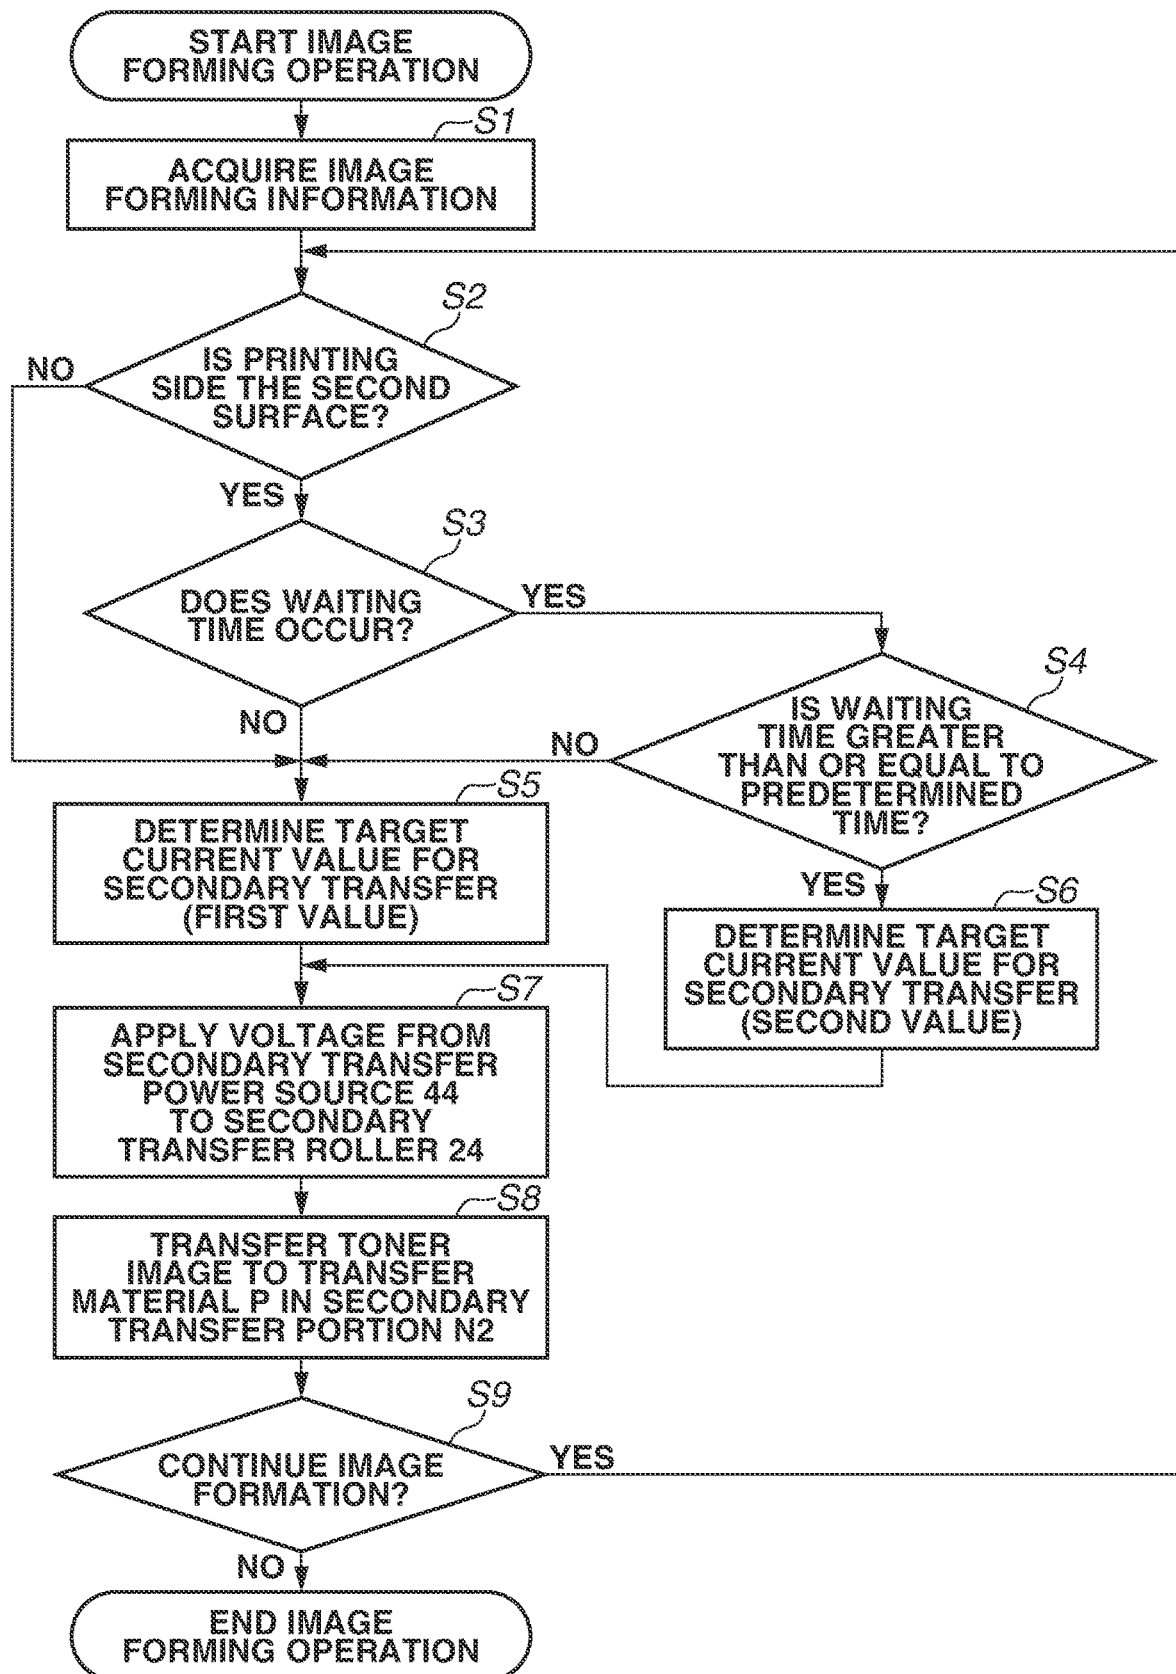 START IMAGE
FORMING OPERATION
S1
ACQUIRE IMAGE
FORMING INFORMATION
S2
IS PRINTING
SIDE THE SECOND
SURFACE?
NO
YES
S3
DOES WAITING
TIME OCCUR?
YES
NO
S4
IS WAITING
TIME GREATER
THAN OR EQUAL TO
PREDETERMINED
TIME?
NO
YES
S5
DETERMINE TARGET
CURRENT VALUE FOR
SECONDARY TRANSFER
(FIRST VALUE)
S6
DETERMINE TARGET
CURRENT VALUE FOR
SECONDARY TRANSFER
(SECOND VALUE)
S7
APPLY VOLTAGE FROM
SECONDARY TRANSFER
POWER SOURCE 44
TO SECONDARY
TRANSFER ROLLER 24
S8
TRANSFER TONER
IMAGE TO TRANSFER
MATERIAL P IN SECONDARY
TRANSFER PORTION N2
S9
CONTINUE IMAGE
FORMATION?
YES
NO
END IMAGE
FORMING OPERATION